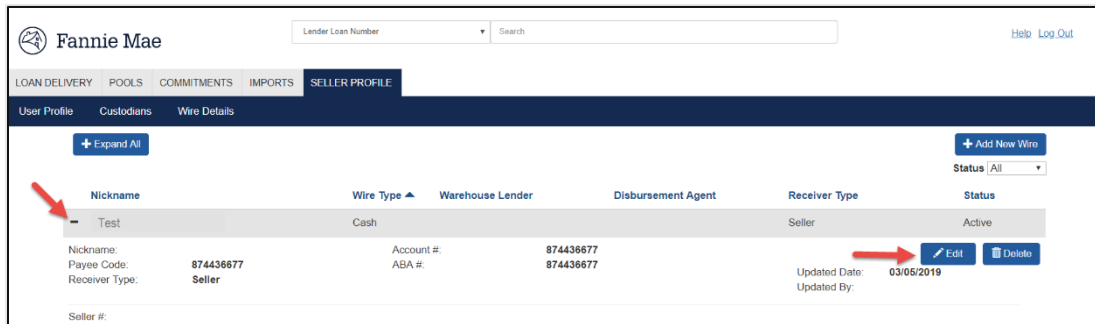 Fannie Mae
Lender Loan Number Search
Help Log Out
LOAN DELIVERY POOLS COMMITMENTS IMPORTS SELLER PROFILE
User Profile Custodians Wire Details
Expand All
Add New Wire
Status All
Nickname Wire Type Warehouse Lender Disbursement Agent Receiver Type Status
Test Cash Seller Active
Nickname: Account #: 874436677 Edit Delete
Payee Code: 874436677 ABA #: 874436677
Updated Date: 03/05/2019
Receiver Type: Seller
Updated By:
Seller #: